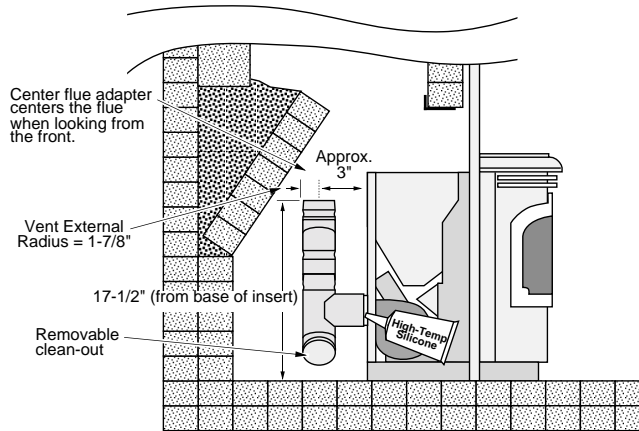 Center flue adapter
centers the flue
when looking from
the front.
Approx.
3"
Vent External
Radius = 1-7/8"
17-1/2" (from base of insert)
Removable
clean-out
High-Temp
Silicone